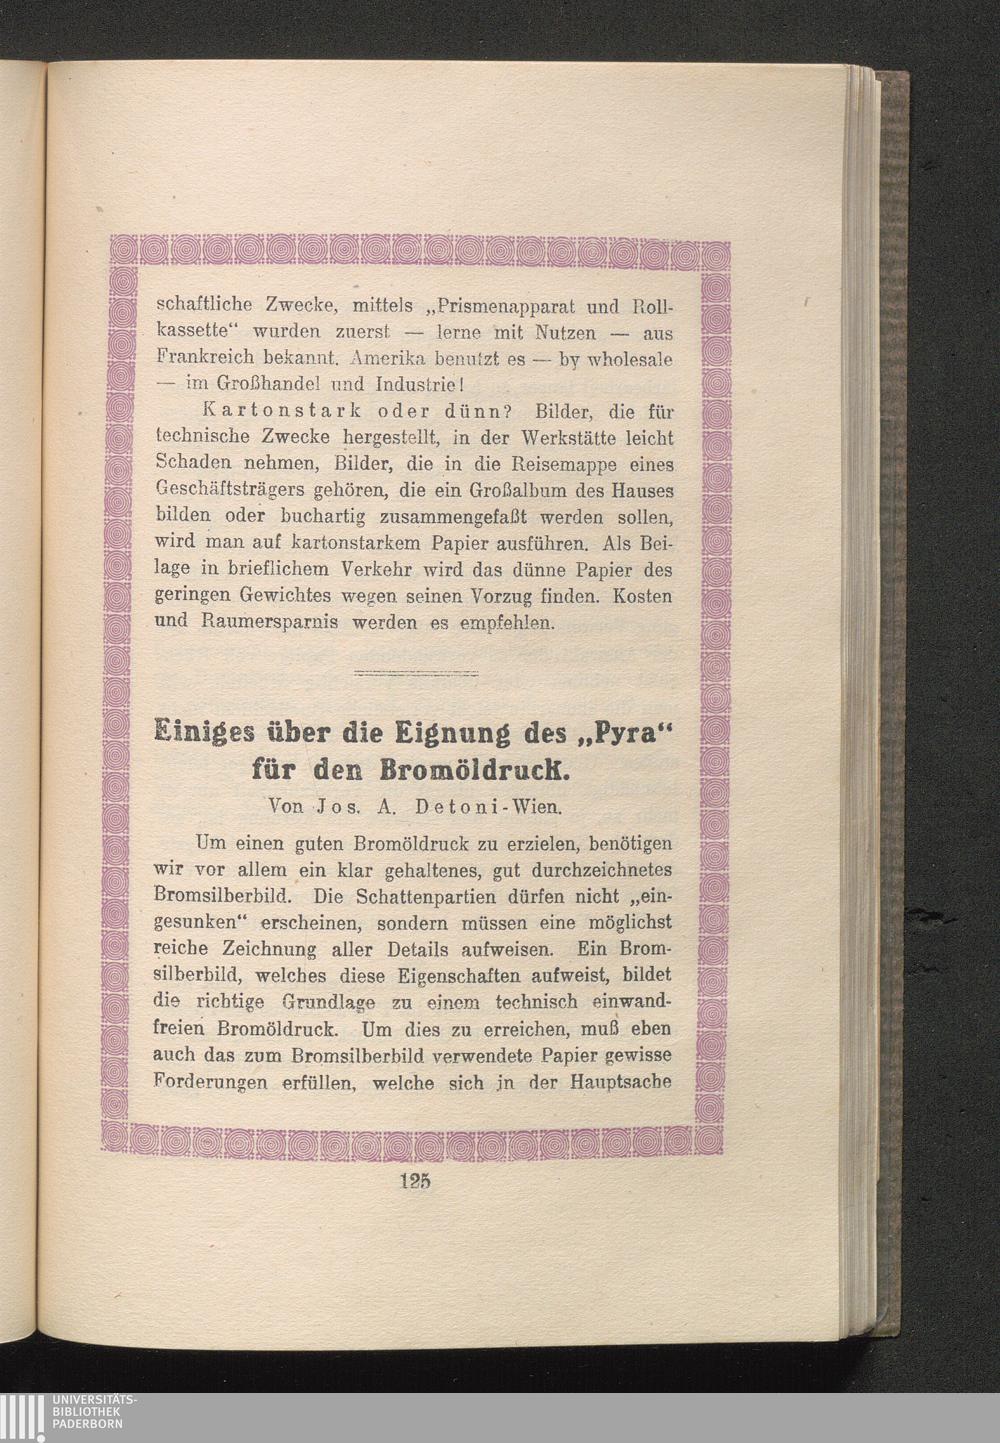 schaftliche Zwecke, mittels „Prismenapparat und Roll-
kassette“ wurden zuerst — lerne mit Nutzen — aus
Frankreich bekannt. Amerika benutzt es — by wholesale
— im Großhandel und Industrie!
Kartonstark oder dünn? Bilder, die für
technische Zwecke hergestellt, in der Werkstätte leicht
Schaden nehmen, Bilder, die in die Reisemappe eines
Geschäftsträgers gehören, die ein Großalbum des Hauses
bilden oder buchartig zusammengefaßt werden sollen,
wird man auf kartonstarkem Papier ausführen. Als Bei-
lage in brieflichem Verkehr wird das dünne Papier des
geringen Gewichtes wegen seinen Vorzug finden. Kosten
und Raumersparnis werden es empfehlen.
Einiges über die Eignung des „Pyra“
für den Bromöldruck.
Von Jos. A. Detoni-Wien.
Um einen guten Bromöldruck zu erzielen, benötigen
wir vor allem ein klar gehaltenes, gut durchzeichnetes
Bromsilberbild. Die Schattenpartien dürfen nicht „ein-
gesunken“ erscheinen, sondern müssen eine möglichst
reiche Zeichnung aller Details aufweisen. Ein Brom-
silberbild, welches diese Eigenschaften aufweist, bildet
die richtige Grundlage zu einem technisch einwand-
freien Bromöldruck. Um dies zu erreichen, muß eben
auch das zum Bromsilberbild verwendete Papier gewisse
Forderungen erfüllen, welche sich in der Hauptsache
125
UNIVERSITÄTS-
BIBLIOTHEK
PADERBORN